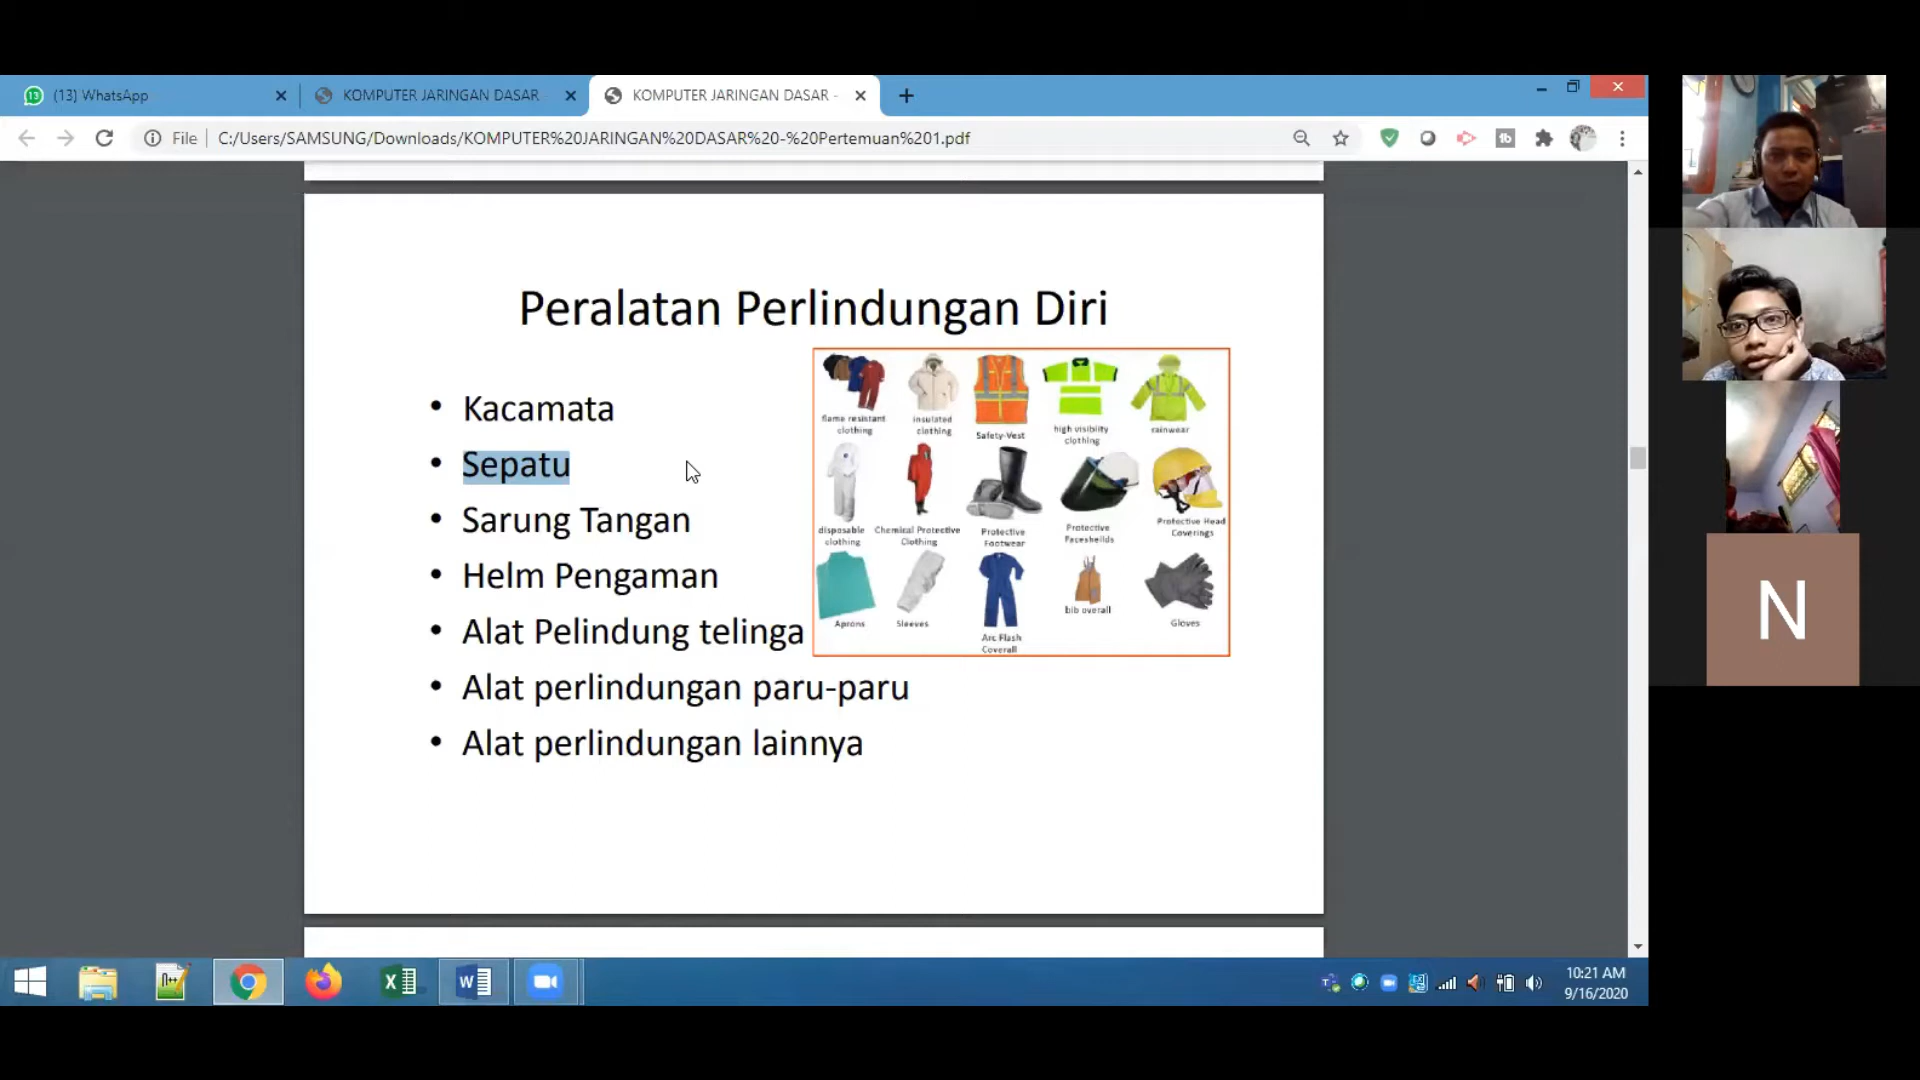 (13) WhatsApp
KOMPUTER JARINGAN DASAR -
KOMPUTER JARINGAN DASAR -
File
C:/Users/SAMSUNG/Downloads/KOMPUTER%20JARINGAN%20DASAR%20-%20Pertemuan%201.pdf
Peralatan Perlindungan Diri
• Kacamata
• Sepatu
• Sarung Tangan
• Helm Pengaman
• Alat Pelindung telinga
• Alat perlindungan paru-paru
• Alat perlindungan lainnya
flame resistant
clothing
insulated
clothing
Safety-Vest
high visiblity
clothing
rainwear
disposable
clothing
Chemical Protective
Clothing
Protective
Footwear
Protective
Facesheilds
Protective Head
Coverings
Aprons
Sleeves
Arc Flash
Coverall
bib overall
Gloves
N
10:21 AM
9/16/2020